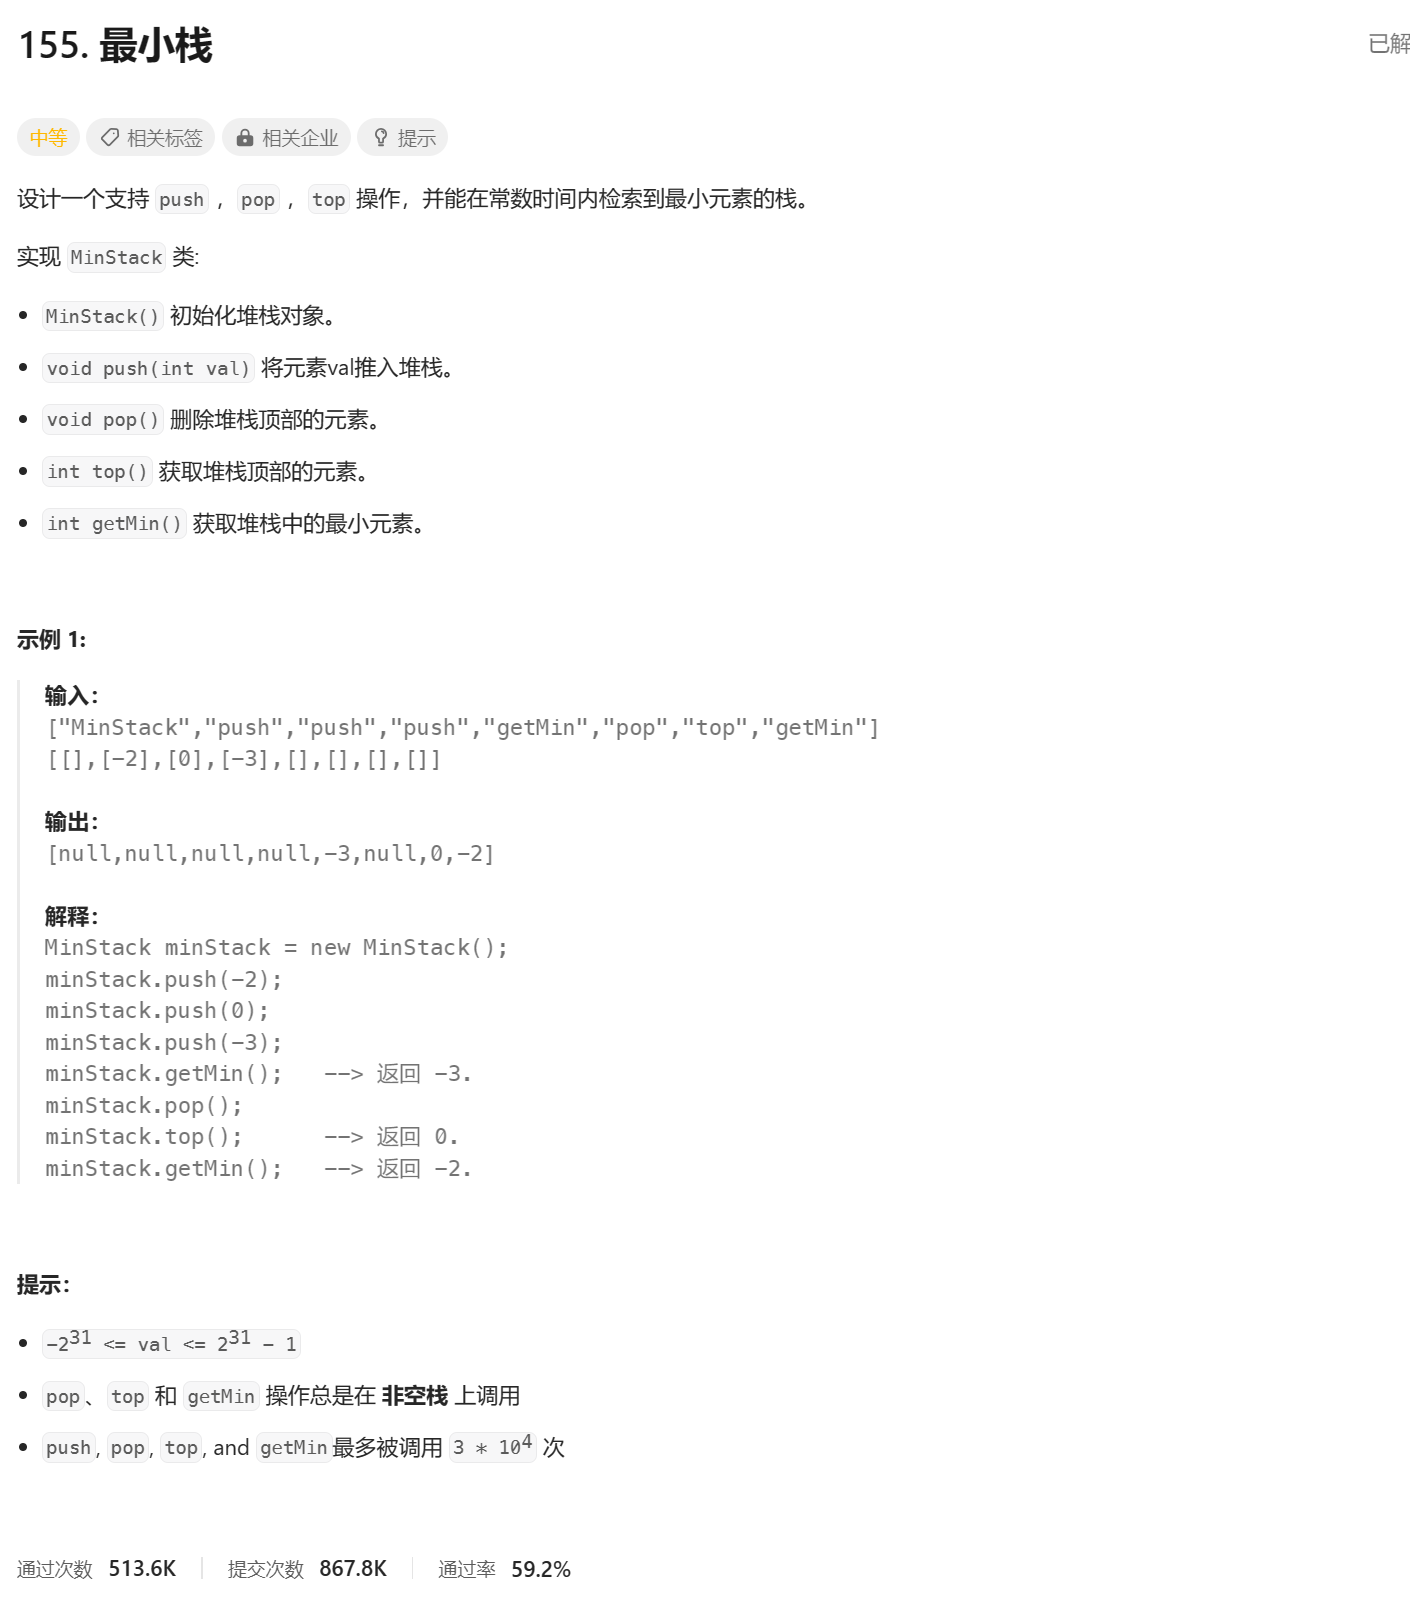 155. 最小栈
已解
中等 相关标签 相关企业 提示
设计一个支持 push ，pop ，top 操作，并能在常数时间内检索到最小元素的栈。
实现 MinStack 类:
• MinStack() 初始化堆栈对象。
• void push(int val) 将元素val推入堆栈。
• void pop() 删除堆栈顶部的元素。
• int top() 获取堆栈顶部的元素。
• int getMin() 获取堆栈中的最小元素。
示例 1:
输入：
["MinStack","push","push","push","getMin","pop","top","getMin"]
[[],[-2],[0],[-3],[],[],[],[]]
输出：
[null,null,null,null,-3,null,0,-2]
解释：
MinStack minStack = new MinStack();
minStack.push(-2);
minStack.push(0);
minStack.push(-3);
minStack.getMin();   --> 返回 -3.
minStack.pop();
minStack.top();      --> 返回 0.
minStack.getMin();   --> 返回 -2.
提示：
• -2^31 <= val <= 2^31 - 1
• pop、top 和 getMin 操作总是在 非空栈 上调用
• push, pop, top, and getMin最多被调用 3 * 10^4 次
通过次数 513.6K 提交次数 867.8K 通过率 59.2%